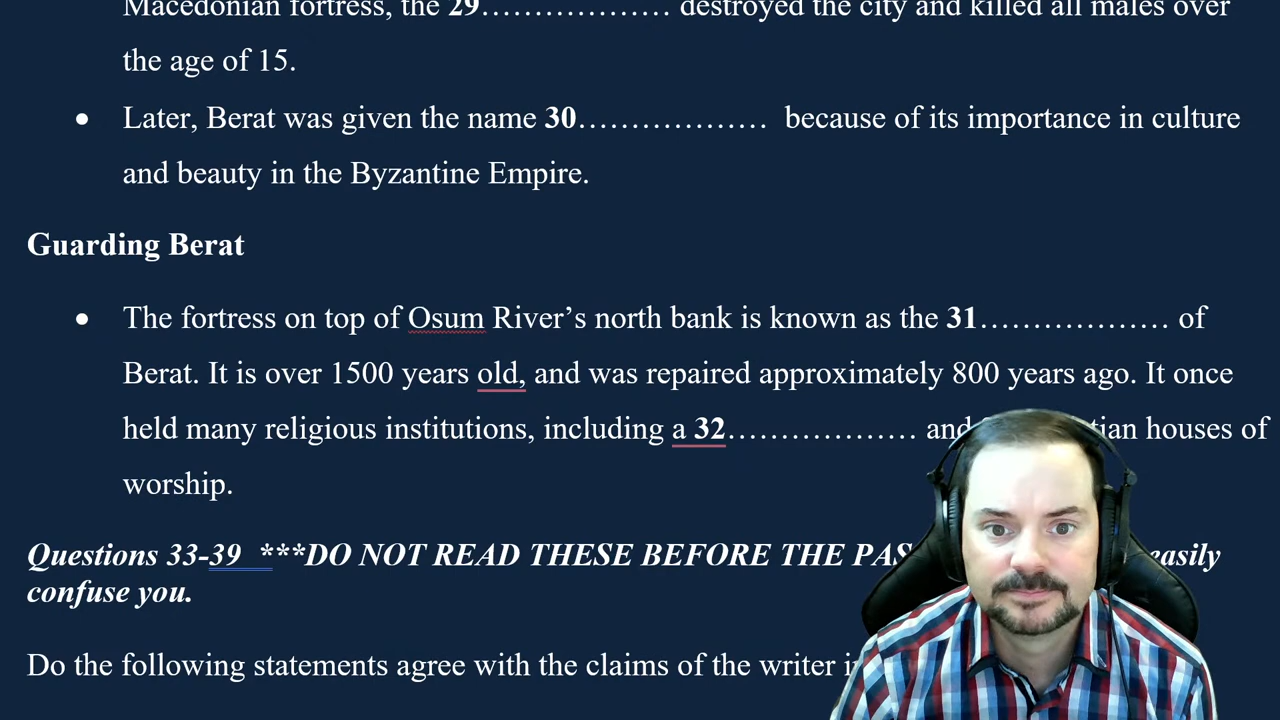 Macedonian fortress, the 29……………… destroyed the city and killed all males over
the age of 15.
• Later, Berat was given the name 30……………… because of its importance in culture
and beauty in the Byzantine Empire.
Guarding Berat
• The fortress on top of Osum River’s north bank is known as the 31……………… of
Berat. It is over 1500 years old, and was repaired approximately 800 years ago. It once
held many religious institutions, including a 32……………… and houses of
worship.
Questions 33-39 ***DO NOT READ THESE BEFORE THE easily
confuse you.
Do the following statements agree with the claims of the writer